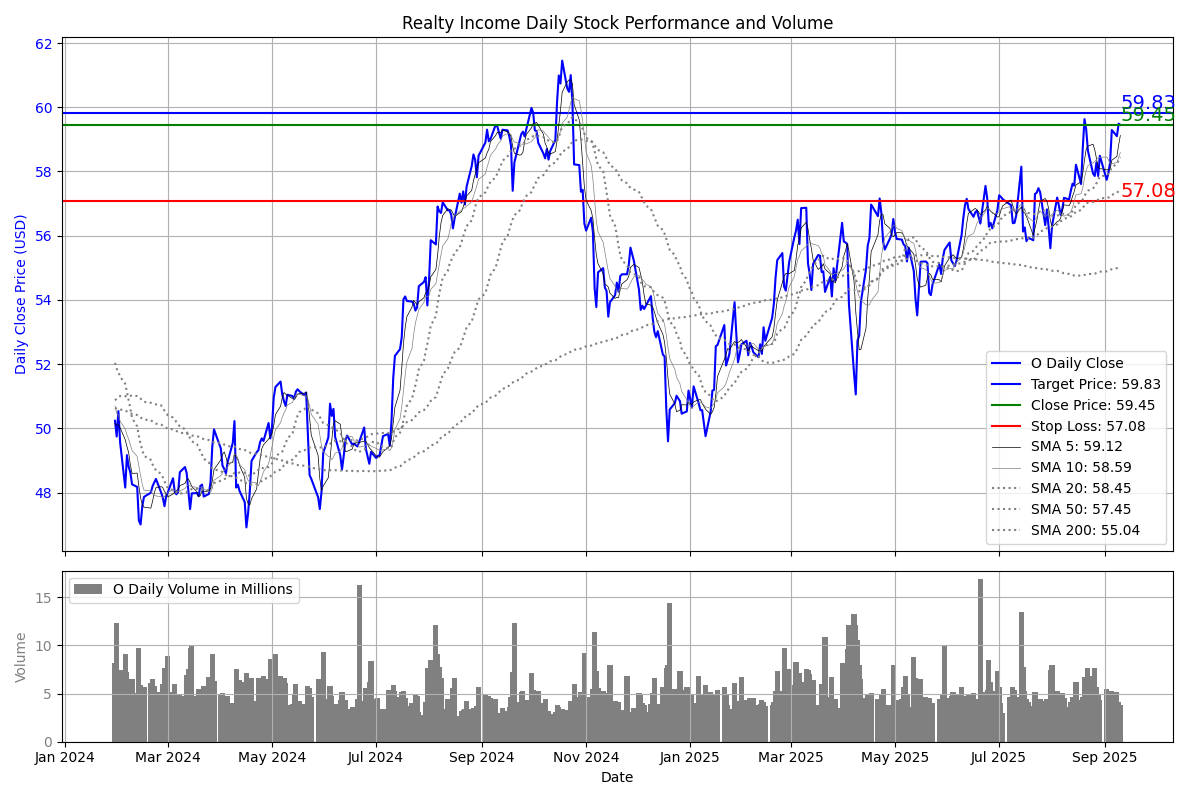 Realty Income Daily Stock Performance and Volume
62
60
58
56
54
52
50
48
Daily Close Price (USD)
59.83
59.45
57.08
O Daily Close
Target Price: 59.83
Close Price: 59.45
Stop Loss: 57.08
SMA 5: 59.12
SMA 10: 58.59
SMA 20: 58.45
SMA 50: 57.45
SMA 200: 55.04
O Daily Volume in Millions
15
10
5
0
Volume
Jan 2024 Mar 2024 May 2024 Jul 2024 Sep 2024 Nov 2024 Jan 2025 Mar 2025 May 2025 Jul 2025 Sep 2025
Date